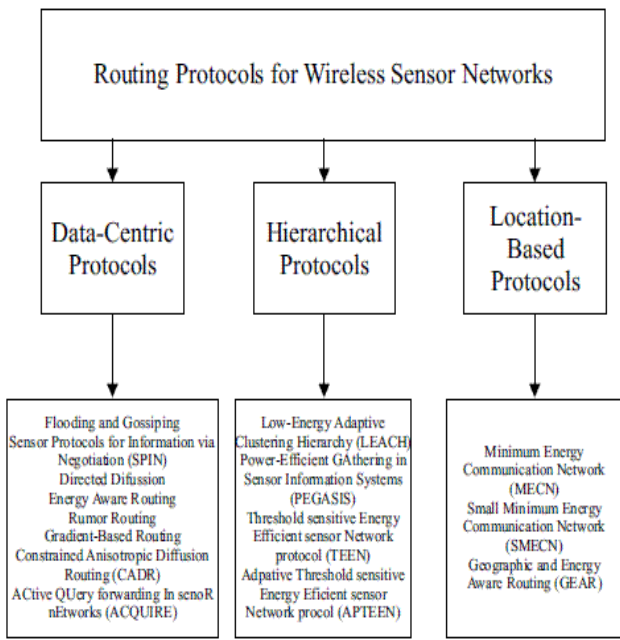 Routing Protocols for Wireless Sensor Networks
Data-Centric
Protocols
Hierarchical
Protocols
Location-
Based
Protocols
Flooding and Gossiping
Sensor Protocols for Information via
Negotiation (SPIN)
Directed Difussion
Energy Aware Routing
Rumor Routing
Gradient-Based Routing
Constrained Anisotropic Diffusion
Routing (CADR)
ACtive QUery forwarding In senoR
nEtworks (ACQUIRE)
Low-Energy Adaptive
Clustering Hierarchy (LEACH)
Power-Efficient GAthering in
Sensor Information Systems
(PEGASIS)
Threshold sensitive Energy
Efficient sensor Network
protocol (TEEN)
Adpative Threshold sensitive
Energy Eficient sensor
Network procol (APTEEN)
Minimum Energy
Communication Network
(MECN)
Small Minimum Energy
Communication Network
(SMECN)
Geographic and Energy
Aware Routing (GEAR)